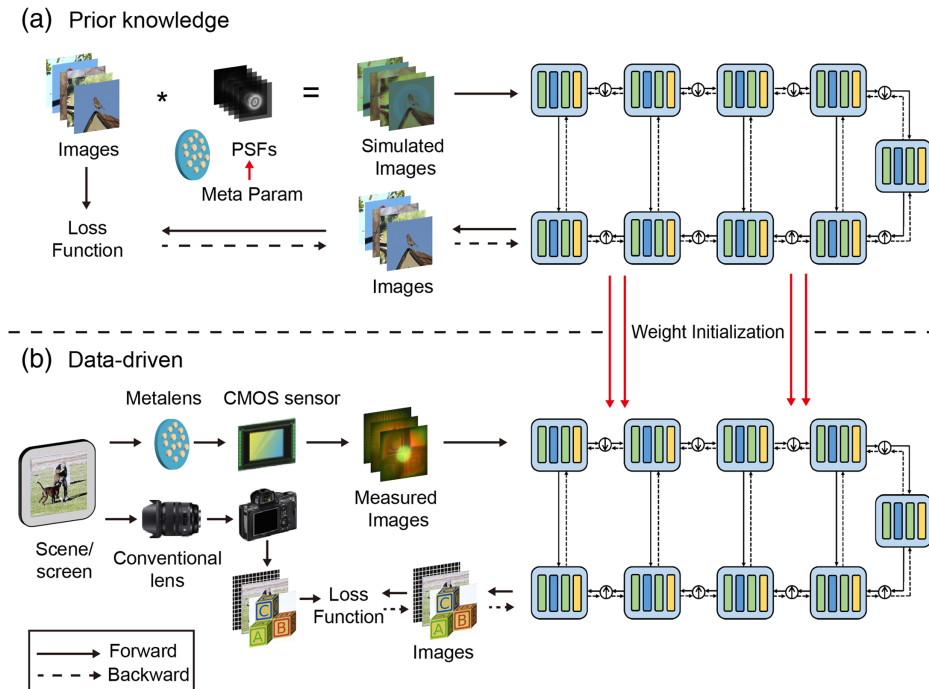 (a) Prior knowledge
*
=
Images
PSFs
Simulated
Images
Meta Param
Loss
Function
Images
Weight Initialization
(b) Data-driven
Metalens
CMOS sensor
Measured
Images
Scene/
screen
Conventional
lens
C
A
B
Loss
Function
C
A
B
Images
Forward
Backward